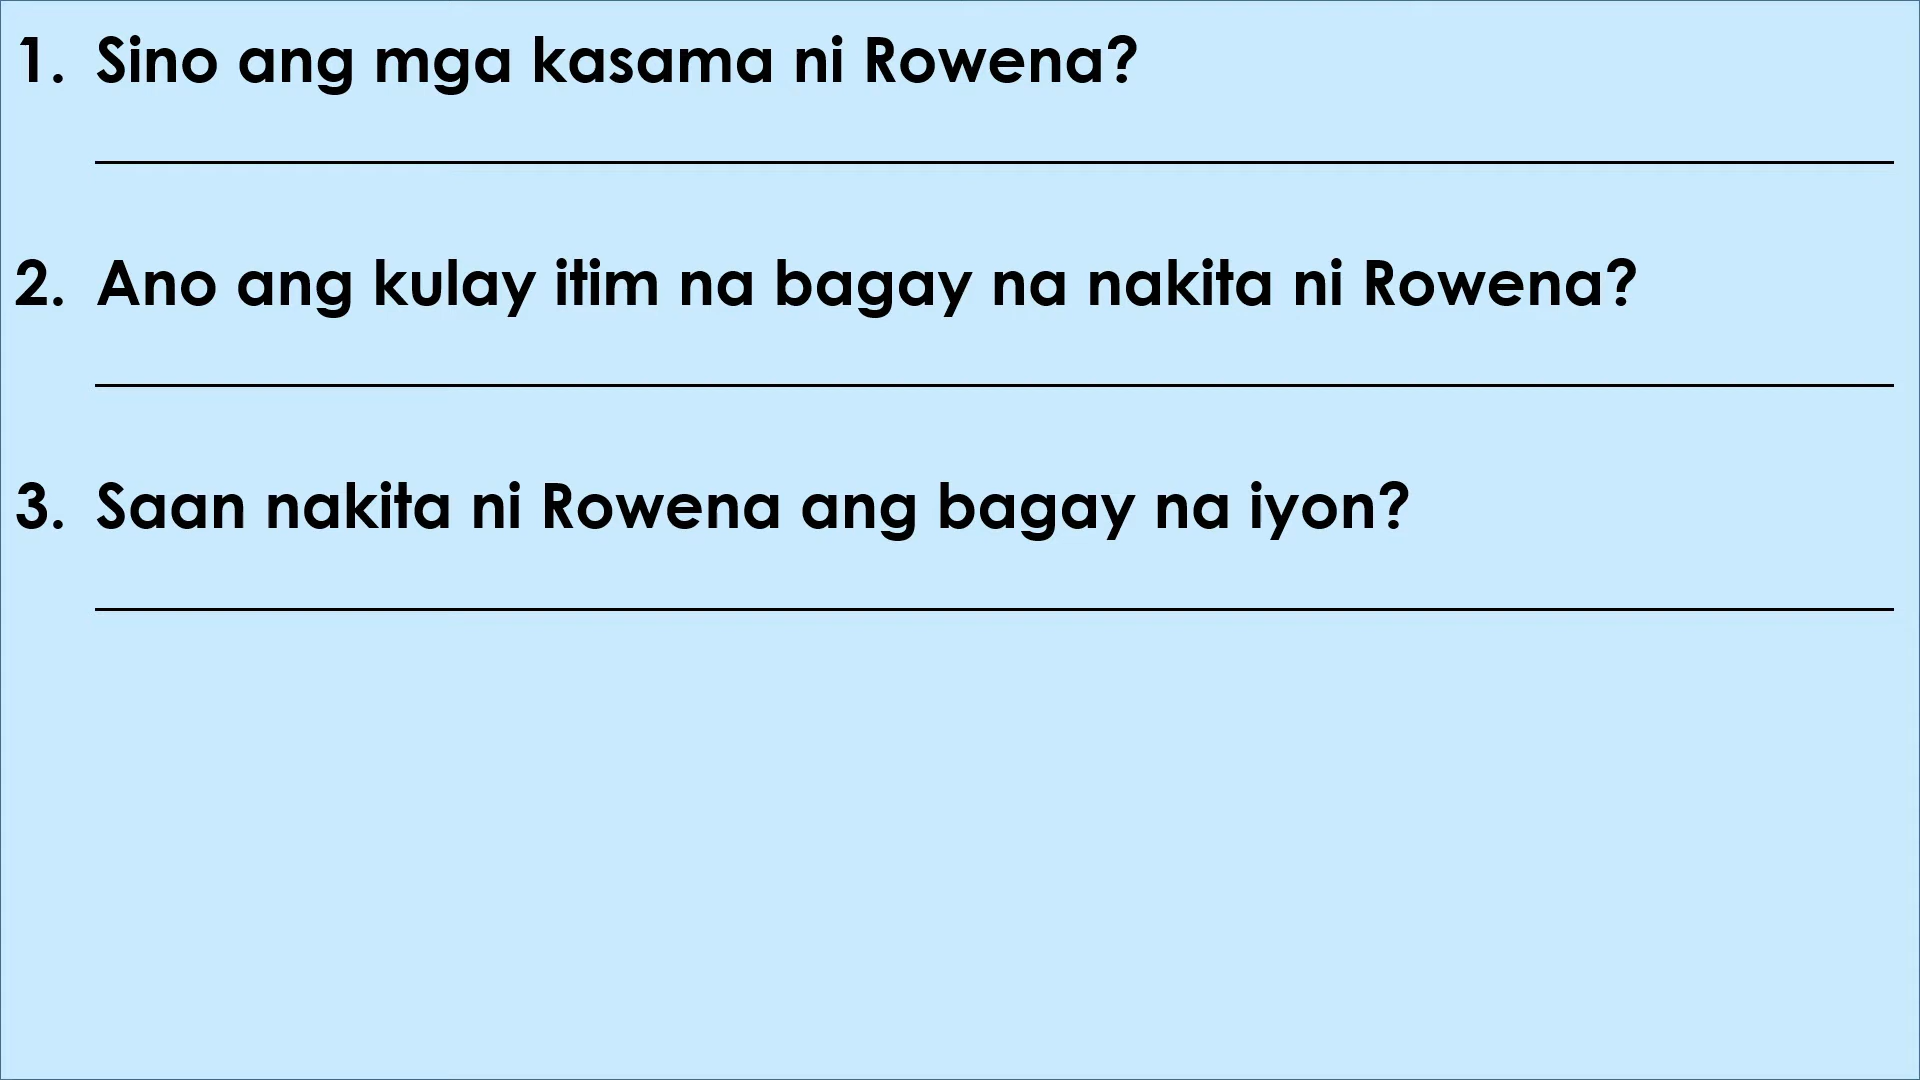 1. Sino ang mga kasama ni Rowena?
2. Ano ang kulay itim na bagay na nakita ni Rowena?
3. Saan nakita ni Rowena ang bagay na iyon?